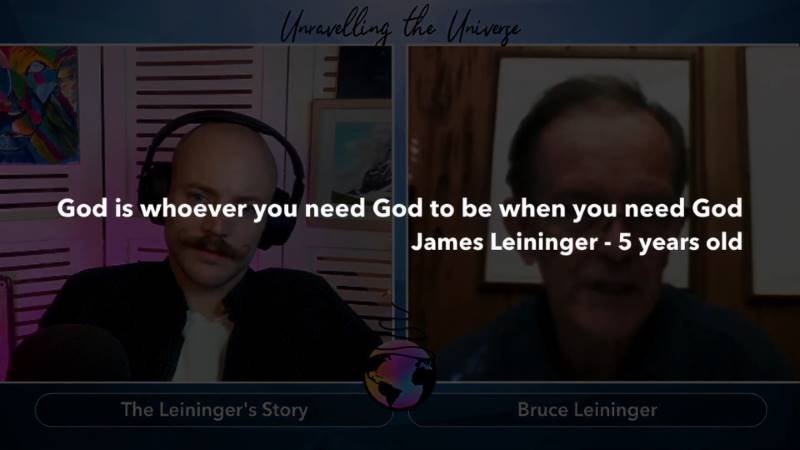 Unravelling the Universe
God is whoever you need God to be when you need God
James Leininger - 5 years old
The Leininger's Story
Bruce Leininger